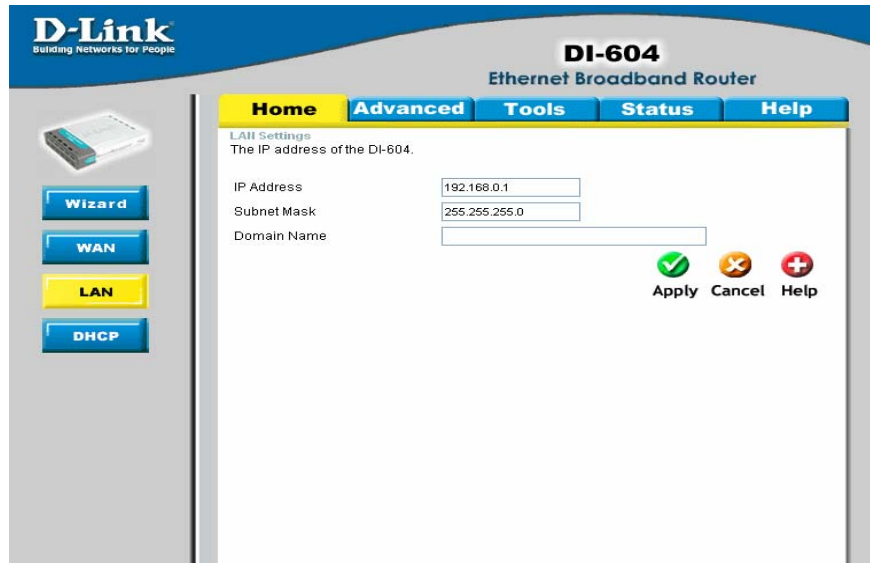 D-Link
Building Networks for People
DI-604
Ethernet Broadband Router
Home Advanced Tools Status Help
LAN Settings
The IP address of the DI-604.
IP Address 192.168.0.1
Subnet Mask 255.255.255.0
Domain Name
Apply Cancel Help
Wizard
WAN
LAN
DHCP